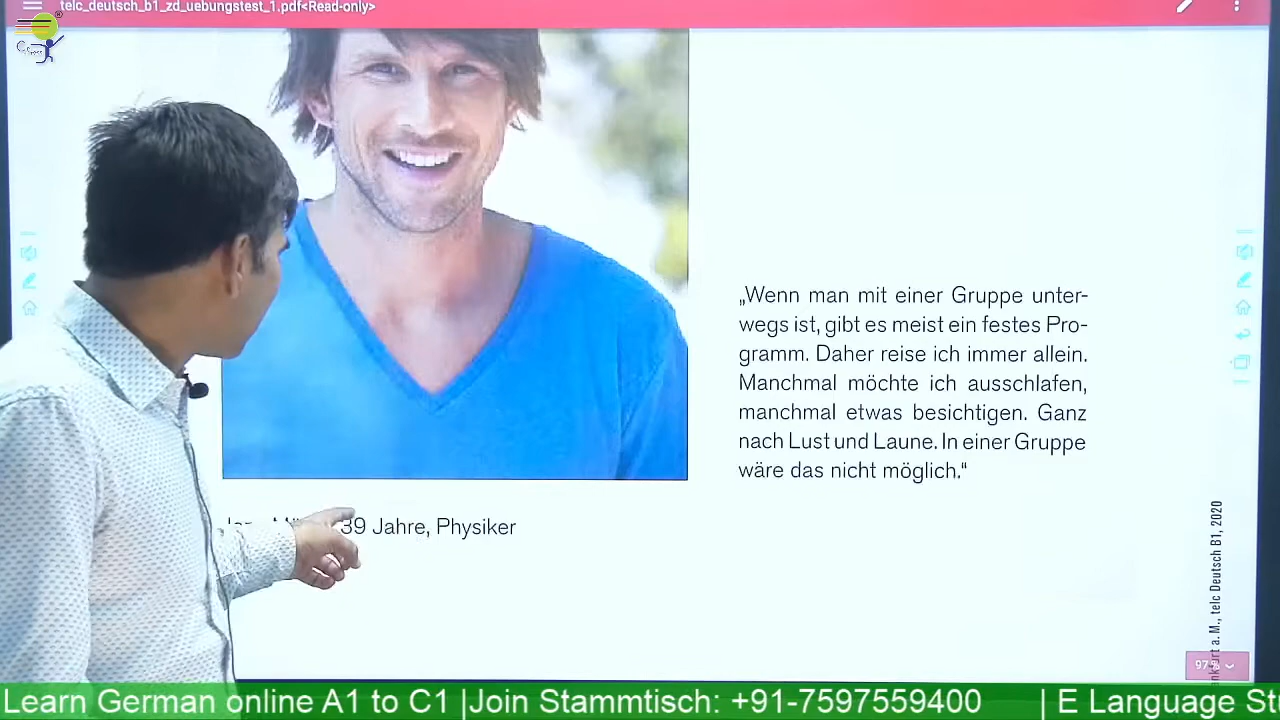 telc_deutsch_b1_zd_uebungstest_1.pdf<Read-only>
„Wenn man mit einer Gruppe unter-
wegs ist, gibt es meist ein festes Pro-
gramm. Daher reise ich immer allein.
Manchmal möchte ich ausschlafen,
manchmal etwas besichtigen. Ganz
nach Lust und Laune. In einer Gruppe
wäre das nicht möglich.“
39 Jahre, Physiker
a. M., telc Deutsch B1, 2020
Learn German online A1 to C1 |Join Stammtisch: +91-7597559400 | E Language